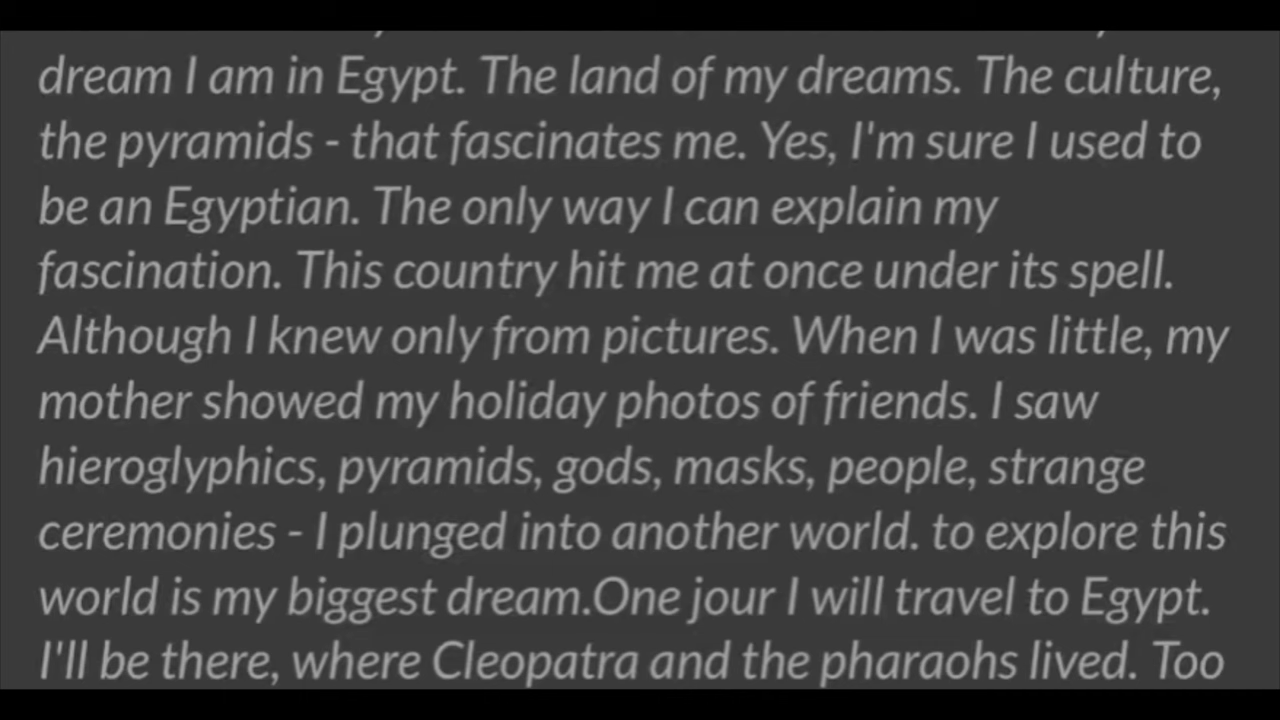 dream I am in Egypt. The land of my dreams. The culture,
the pyramids - that fascinates me. Yes, I'm sure I used to
be an Egyptian. The only way I can explain my
fascination. This country hit me at once under its spell.
Although I knew only from pictures. When I was little, my
mother showed my holiday photos of friends. I saw
hieroglyphics, pyramids, gods, masks, people, strange
ceremonies - I plunged into another world. to explore this
world is my biggest dream.One jour I will travel to Egypt.
I'll be there, where Cleopatra and the pharaohs lived. Too